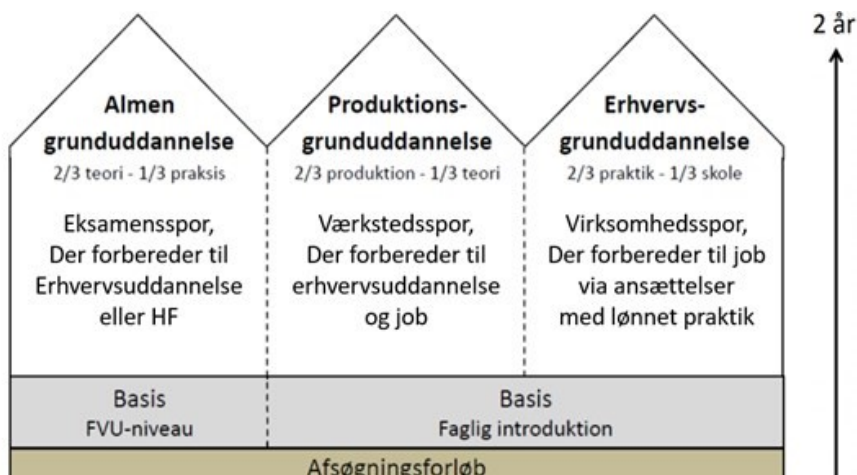 2 år
Almen
grunduddannelse
2/3 teori - 1/3 praksis
Eksamensspor,
Der forbereder til
Erhvervsuddannelse
eller HF
Produktions-
grunduddannelse
2/3 produktion - 1/3 teori
Værkstedsspor,
Der forbereder til
erhvervsuddannelse
og job
Erhvervs-
grunduddannelse
2/3 praktik - 1/3 skole
Virksomhedsspor,
Der forbereder til job
via ansættelser
med lønnet praktik
Basis
FVU-niveau
Basis
Faglig introduktion
Afsøgningsforløb